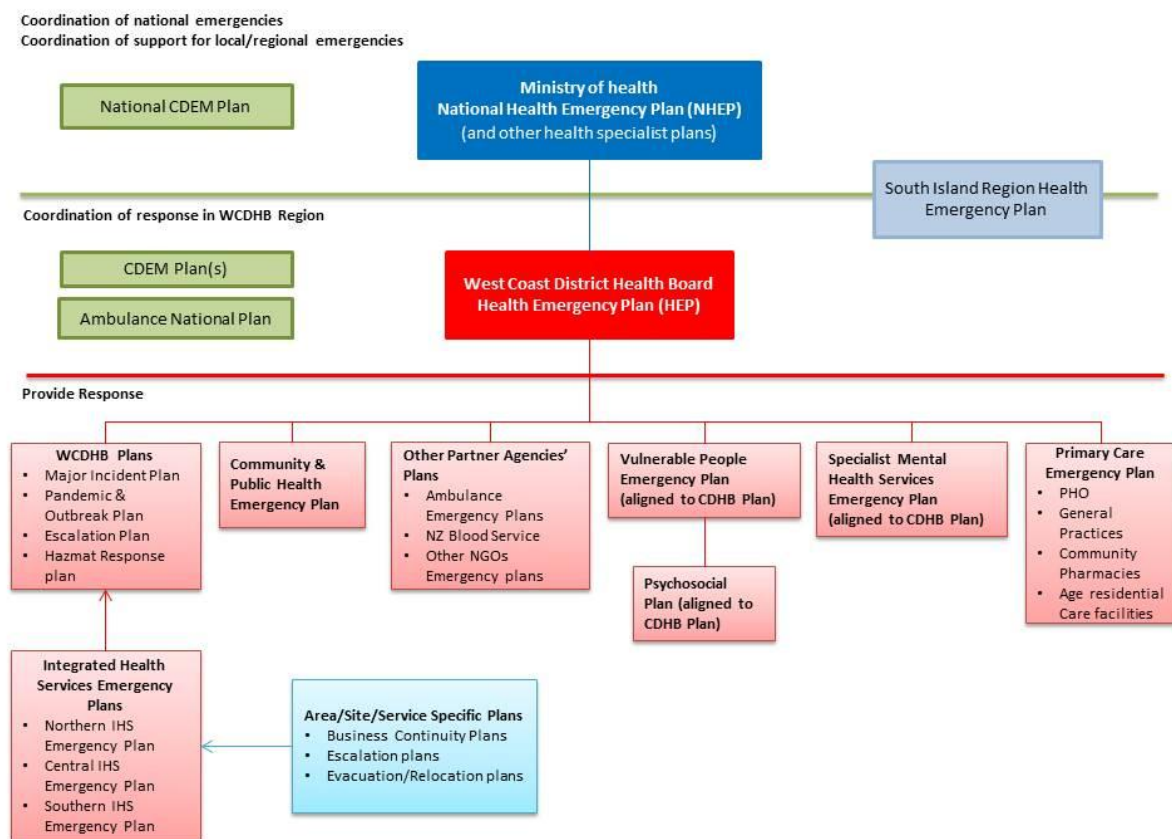 Coordination of national emergencies
Coordination of support for local/regional emergencies
National CDEM Plan
Ministry of health
National Health Emergency Plan (NHEP)
(and other health specialist plans)
South Island Region Health
Emergency Plan
Coordination of response in WCDHB Region
CDEM Plan(s)
Ambulance National Plan
West Coast District Health Board
Health Emergency Plan (HEP)
Provide Response
WCDHB Plans
• Major Incident Plan
• Pandemic &
Outbreak Plan
• Escalation Plan
• Hazmat Response
plan
Community &
Public Health
Emergency Plan
Other Partner Agencies'
Plans
• Ambulance
Emergency Plans
• NZ Blood Service
• Other NGOs
Emergency plans
Vulnerable People
Emergency Plan
(aligned to CDHB Plan)
Specialist Mental
Health Services
Emergency Plan
(aligned to CDHB Plan)
Primary Care
Emergency Plan
• PHO
• General
Practices
• Community
Pharmacies
• Age residential
Care facilities
Psychosocial
Plan (aligned to
CDHB Plan)
Integrated Health
Services Emergency
Plans
• Northern IHS
Emergency Plan
• Central IHS
Emergency Plan
• Southern IHS
Emergency Plan
Area/Site/Service Specific Plans
• Business Continuity Plans
• Escalation plans
• Evacuation/Relocation plans